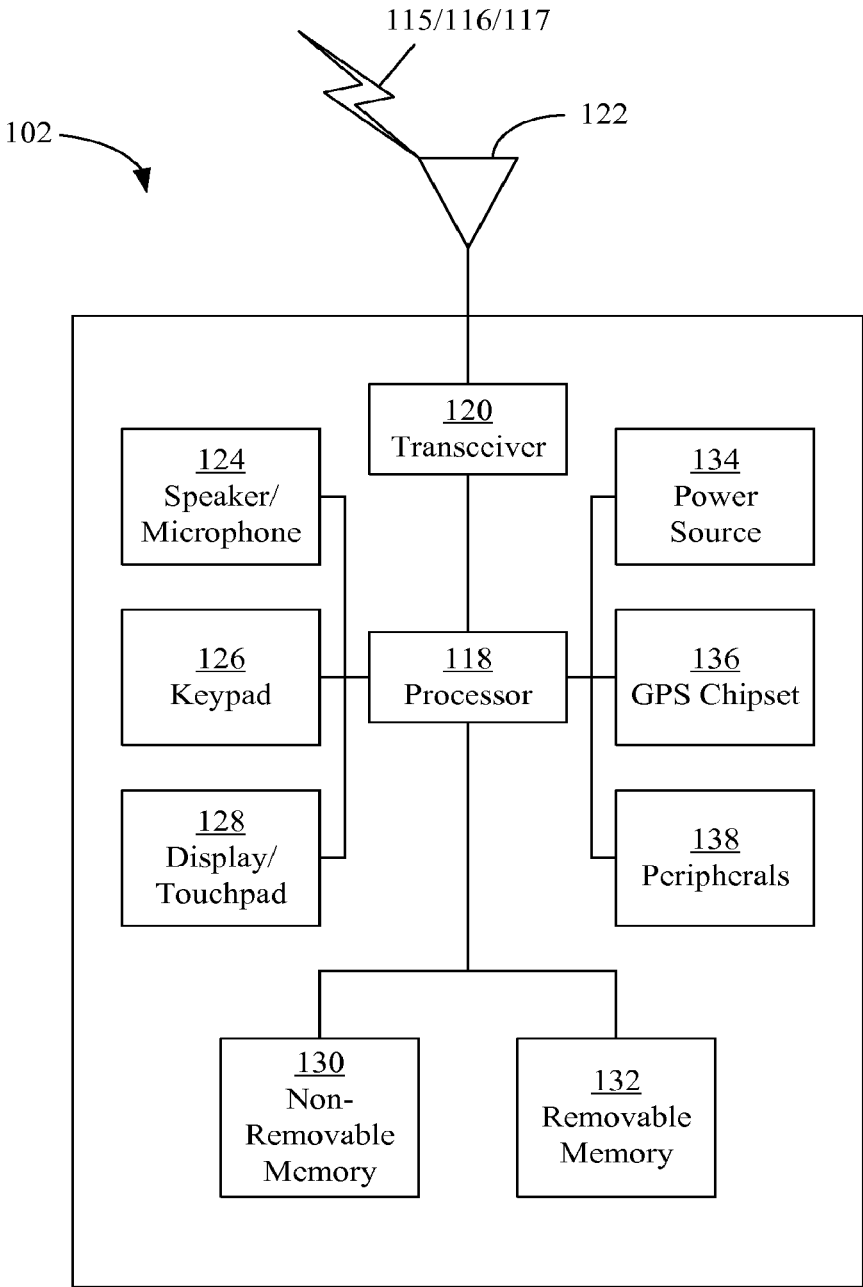 115/116/117
122
102
120
Transceiver
124
Speaker/
Microphone
134
Power
Source
126
Keypad
118
Processor
136
GPS Chipset
128
Display/
Touchpad
138
Peripherals
130
Non-
Removable
Memory
132
Removable
Memory